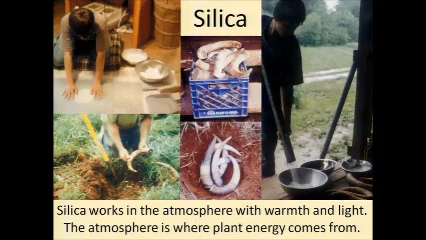 Silica
Silica works in the atmosphere with warmth and light.
The atmosphere is where plant energy comes from.